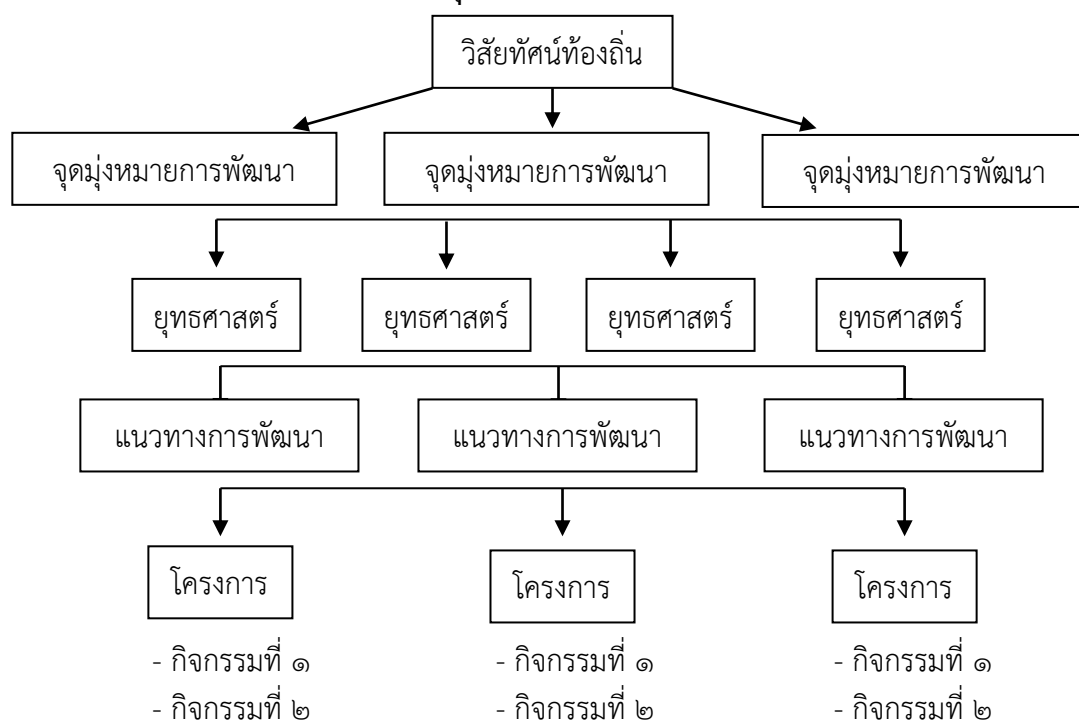 วิสัยทัศน์ท้องถิ่น
จุดมุ่งหมายการพัฒนา จุดมุ่งหมายการพัฒนา จุดมุ่งหมายการพัฒนา
ยุทธศาสตร์ ยุทธศาสตร์ ยุทธศาสตร์ ยุทธศาสตร์
แนวทางการพัฒนา แนวทางการพัฒนา แนวทางการพัฒนา
โครงการ โครงการ โครงการ
- กิจกรรมที่ ๑ - กิจกรรมที่ ๑ - กิจกรรมที่ ๑
- กิจกรรมที่ ๒ - กิจกรรมที่ ๒ - กิจกรรมที่ ๒